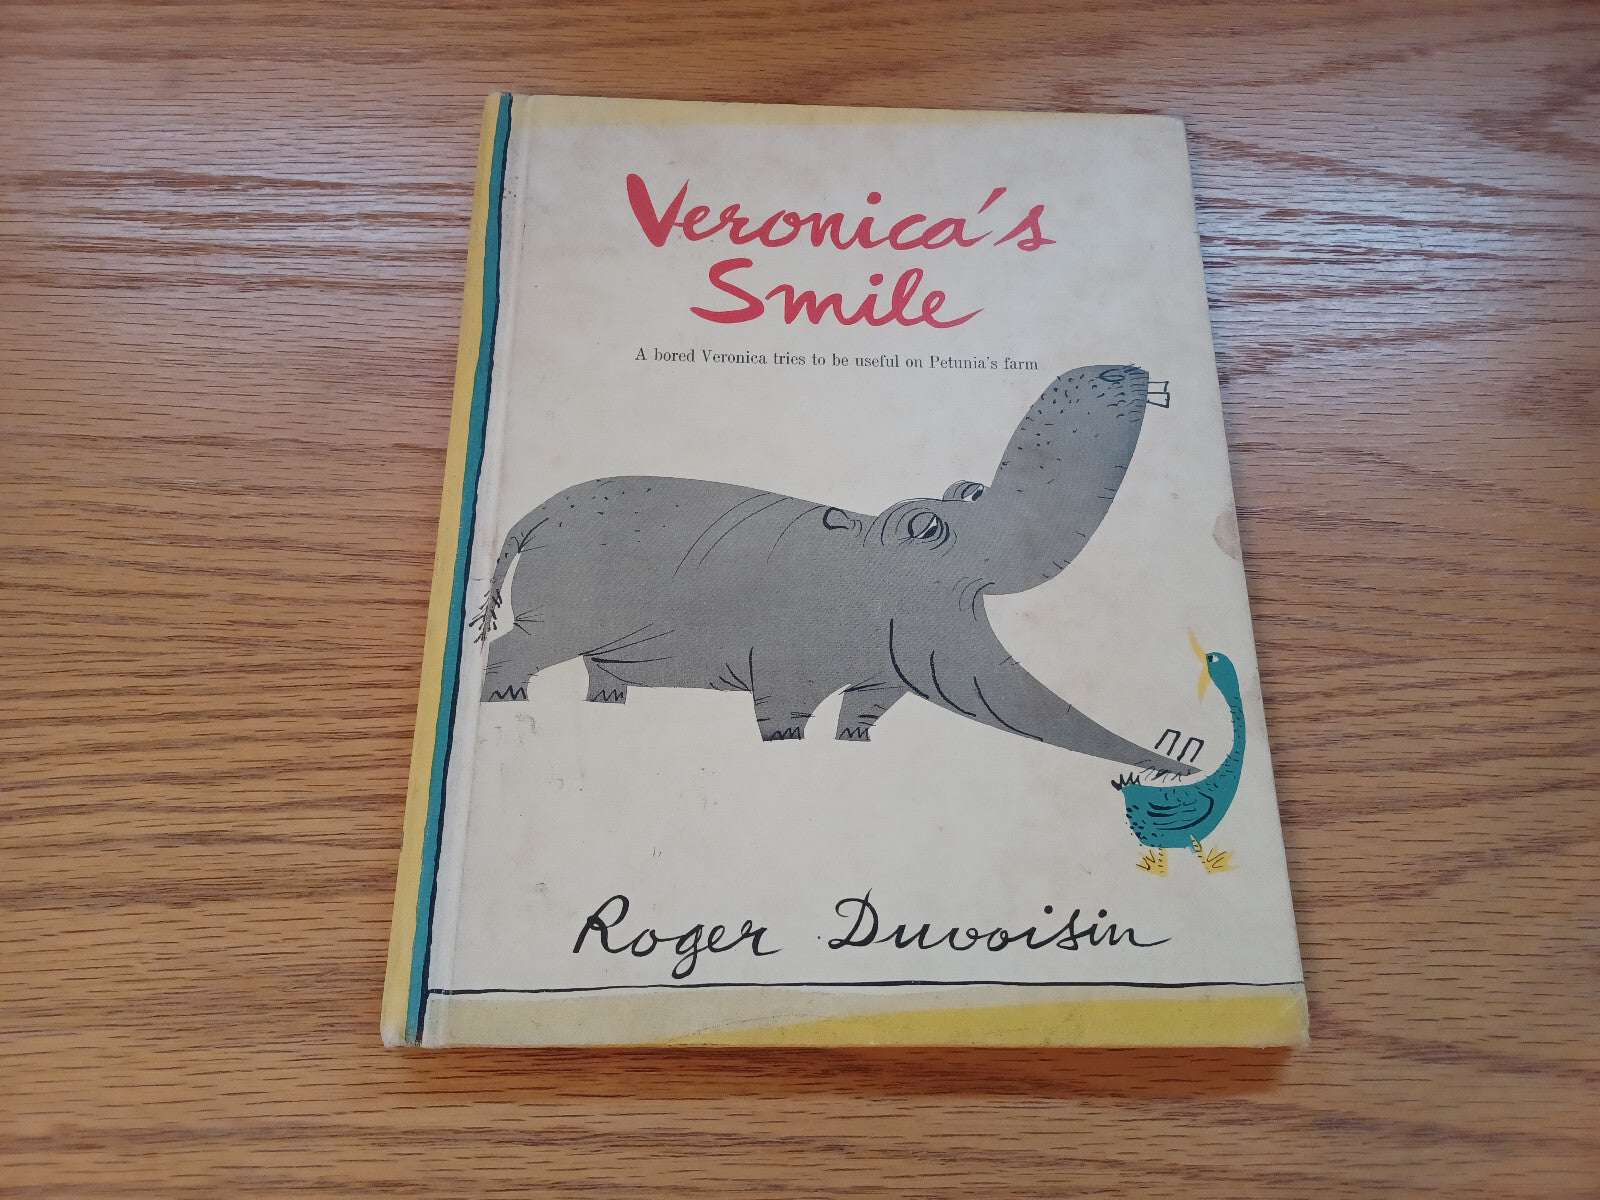 Veronica's
Smile
A bored Veronica tries to be useful on Petunia's farm
Roger Duvoisin